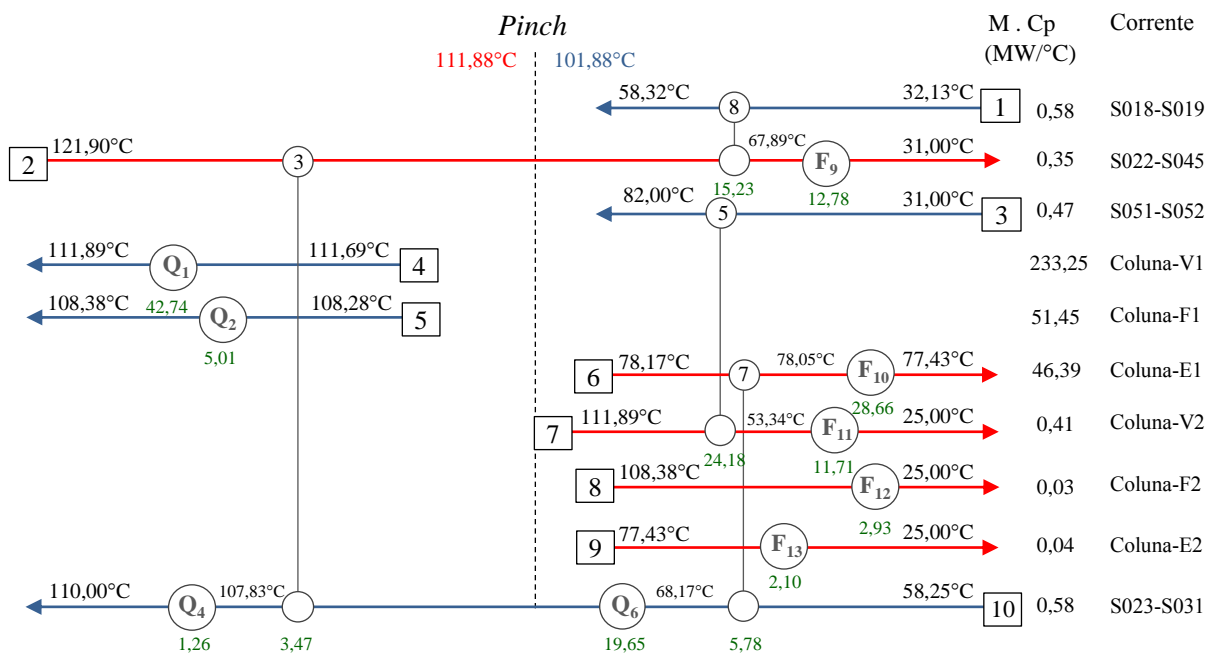 Pinch
M . Cp
(MW/°C)
Corrente
111,88°C 101,88°C
58,32°C 8 32,13°C 1 0,58 S018-S019
2 121,90°C 3 67,89°C F9 31,00°C 0,35 S022-S045
15,23 12,78
82,00°C 5 31,00°C 3 0,47 S051-S052
111,89°C Q1 111,69°C 4 233,25 Coluna-V1
42,74
108,38°C Q2 108,28°C 5 51,45 Coluna-F1
5,01
6 78,17°C 7 78,05°C F10 77,43°C 46,39 Coluna-E1
28,66
7 111,89°C 53,34°C F11 25,00°C 0,41 Coluna-V2
24,18 11,71
8 108,38°C F12 25,00°C 0,03 Coluna-F2
2,93
9 77,43°C F13 25,00°C 0,04 Coluna-E2
2,10
110,00°C Q4 107,83°C Q6 68,17°C 58,25°C 10 0,58 S023-S031
1,26 3,47 19,65 5,78